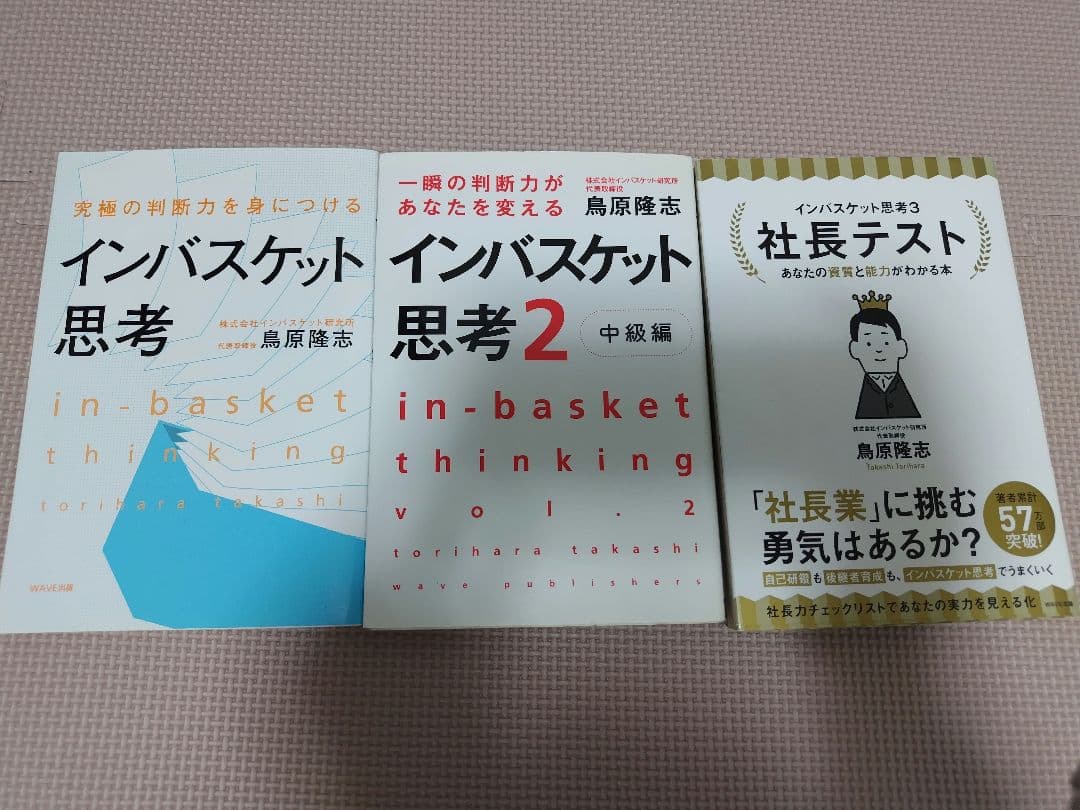 究極の判断力を身につける
インバスケット
思考
株式会社インバスケット研究所
代表取締役 鳥原隆志
in-basket
thinking
torihara takashi
WAVE出版
一瞬の判断力が
あなたを変える
株式会社インバスケット研究所
代表取締役
鳥原隆志
インバスケット
思考2 中級編
in-basket
thinking
vol.2
torihara takashi
wave publishers
インバスケット思考3
社長テスト
あなたの資質と能力がわかる本
株式会社インバスケット研究所
代表取締役
鳥原隆志
Takashi Torihara
「社長業」に挑む
勇気はあるか?
著者累計
57万部
突破!
自己研鑽も後継者育成も、インバスケット思考でうまくいく
社長力チェックリストであなたの実力を見える化
WAVE出版